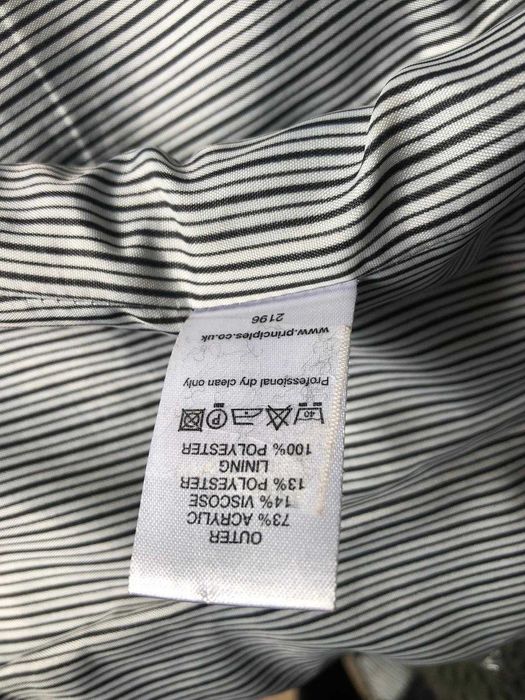 OUTER
73% ACRYLIC
14% VISCOSE
13% POLYESTER
LINING
100% POLYESTER
40 P
Professional dry clean only
www.principles.co.uk
2196